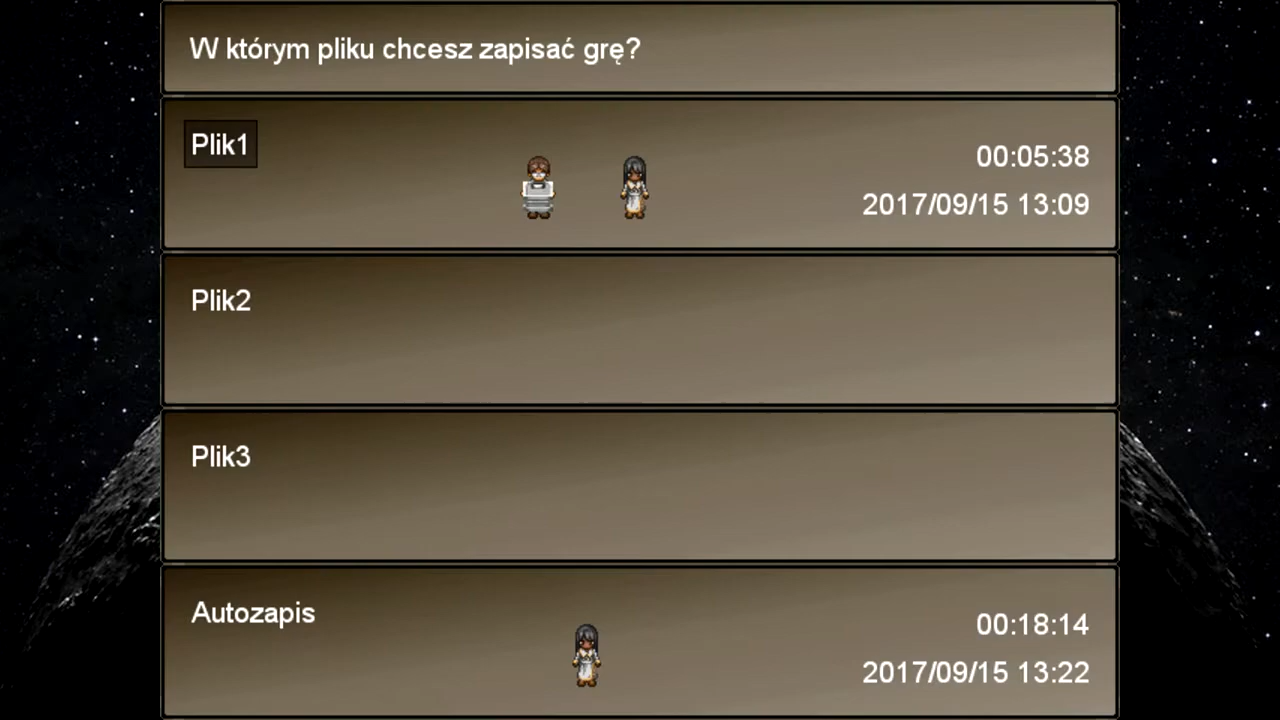 W którym pliku chcesz zapisać grę?
Plik1
00:05:38
2017/09/15 13:09
Plik2
Plik3
Autozapis
00:18:14
2017/09/15 13:22